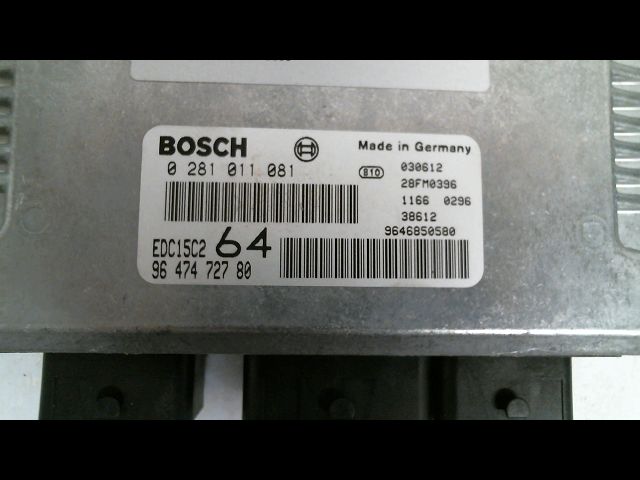 BOSCH
Made in Germany
0 281 011 081
810
030612
28FM0396
1166 0296
38612
9646850580
EDC15C2 64
96 474 727 80